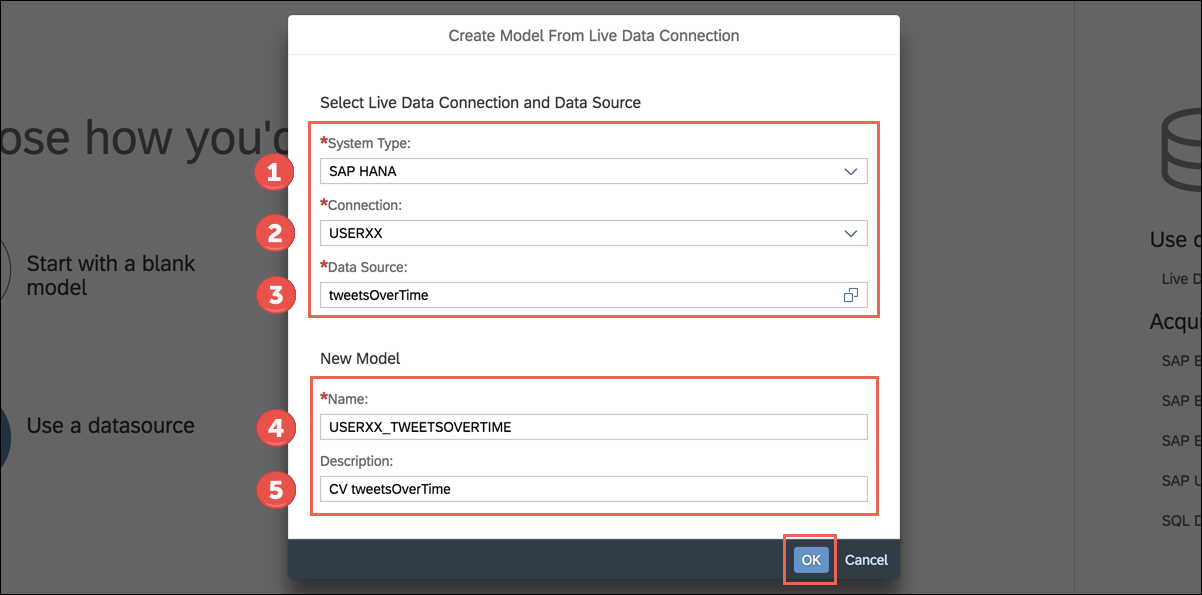 Create Model From Live Data Connection
Select Live Data Connection and Data Source
ose how you'd
*System Type:
1
SAP HANA
*Connection:
2
USERXX
*Data Source:
3
tweetsOverTime
Start with a blank
model
Use a datasource
New Model
*Name:
4
USERXX_TWEETSOVERTIME
Description:
5
CV tweetsOverTime
OK
Cancel
Use
Live D
Acqui
SAP B
SAP B
SAP
SAP U
SQL D